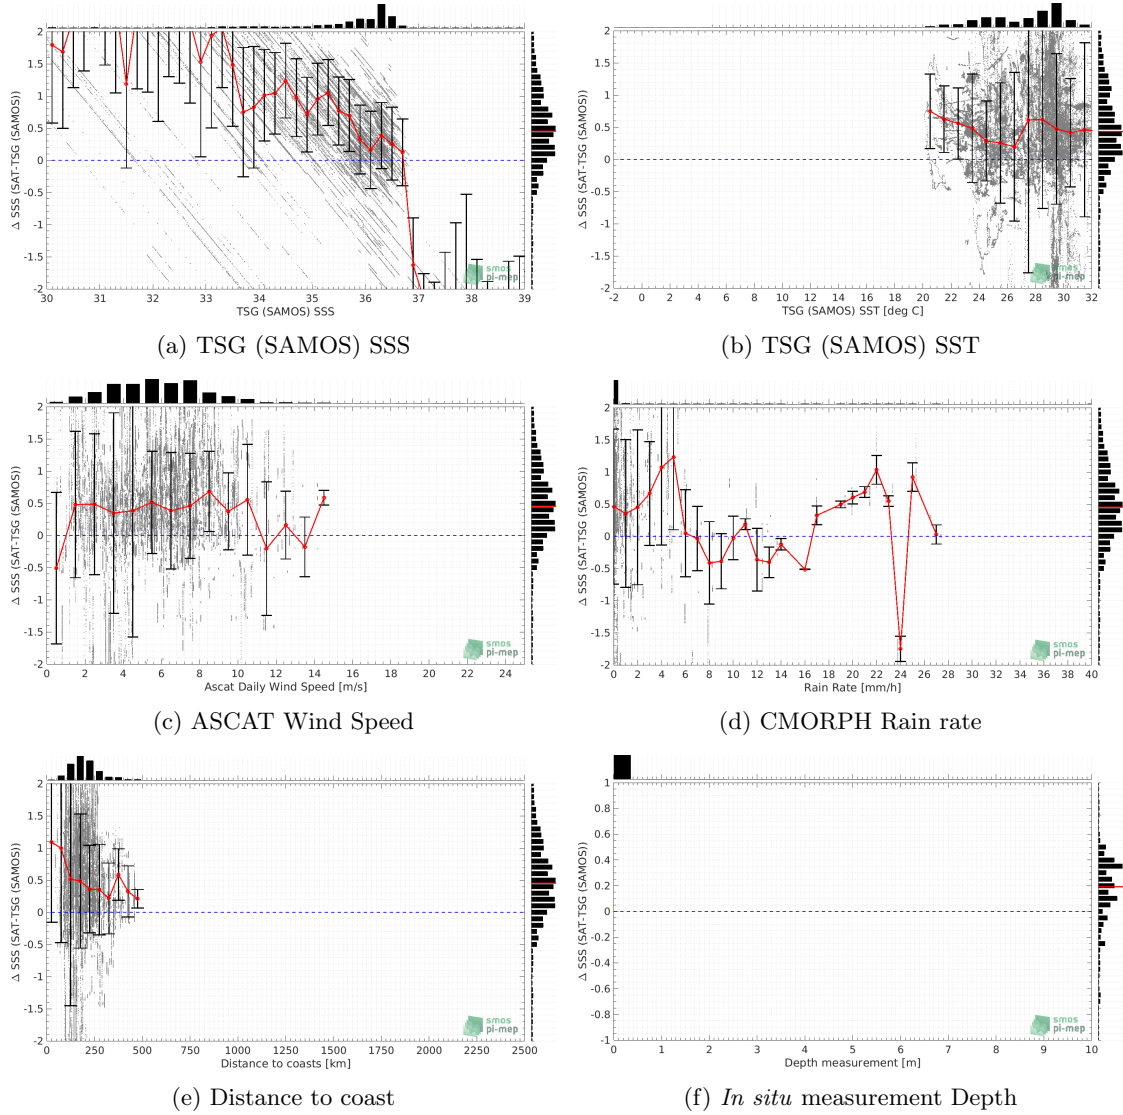 2
1.5
1
0.5
0
-0.5
-1
-1.5
-2
Δ SSS (SAT-TSG (SAMOS))
30 31 32 33 34 35 36 37 38 39
TSG (SAMOS) SSS
smos
pi-mep
(a) TSG (SAMOS) SSS
2
1.5
1
0.5
0
-0.5
-1
-1.5
-2
Δ SSS (SAT-TSG (SAMOS))
-2 0 2 4 6 8 10 12 14 16 18 20 22 24 26 28 30 32
TSG (SAMOS) SST [deg C]
smos
pi-mep
(b) TSG (SAMOS) SST
2
1.5
1
0.5
0
-0.5
-1
-1.5
-2
Δ SSS (SAT-TSG (SAMOS))
0 2 4 6 8 10 12 14 16 18 20 22 24
Ascat Daily Wind Speed [m/s]
smos
pi-mep
(c) ASCAT Wind Speed
2
1.5
1
0.5
0
-0.5
-1
-1.5
-2
Δ SSS (SAT-TSG (SAMOS))
0 2 4 6 8 10 12 14 16 18 20 22 24 26 28 30 32 34 36 38 40
Rain Rate [mm/h]
smos
pi-mep
(d) CMORPH Rain rate
2
1.5
1
0.5
0
-0.5
-1
-1.5
-2
Δ SSS (SAT-TSG (SAMOS))
0 250 500 750 1000 1250 1500 1750 2000 2250 2500
Distance to coasts [km]
smos
pi-mep
(e) Distance to coast
1
0.8
0.6
0.4
0.2
0
-0.2
-0.4
-0.6
-0.8
-1
Δ SSS (SAT-TSG (SAMOS))
0 1 2 3 4 5 6 7 8 9 10
Depth measurement [m]
smos
pi-mep
(f) In situ measurement Depth